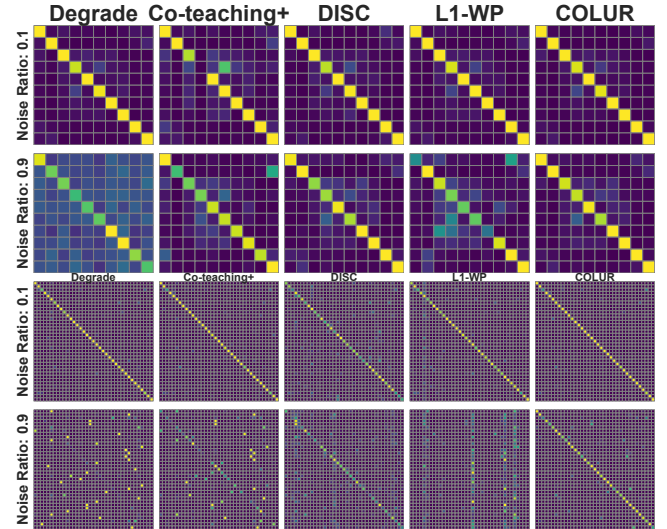 Degrade Co-teaching+ DISC L1-WP COLUR
Noise Ratio: 0.1
Noise Ratio: 0.9
Degrade Co-teaching+ DISC L1-WP COLUR
Noise Ratio: 0.1
Noise Ratio: 0.9